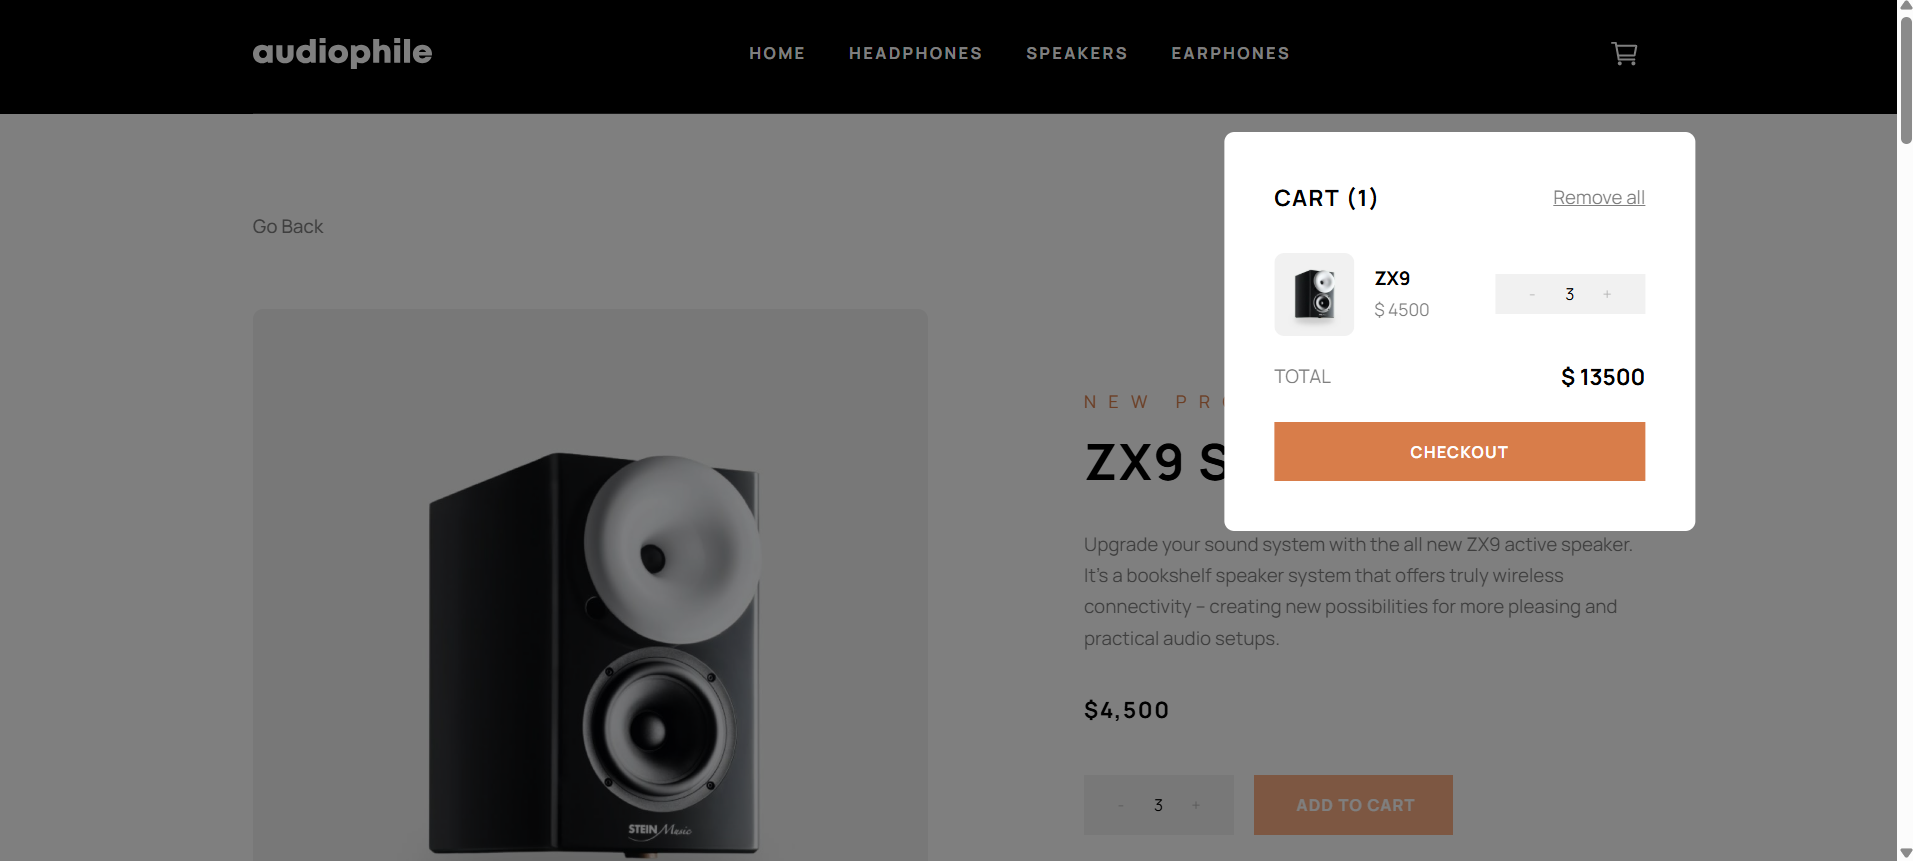 audiophile
HOME HEADPHONES SPEAKERS EARPHONES
Go Back
CART (1)
Remove all
ZX9
$ 4500
- 3 +
TOTAL
$ 13500
CHECKOUT
NEW PR
ZX9 S
Upgrade your sound system with the all new ZX9 active speaker.
It’s a bookshelf speaker system that offers truly wireless
connectivity – creating new possibilities for more pleasing and
practical audio setups.
$4,500
- 3 +
ADD TO CART
STEIN Music